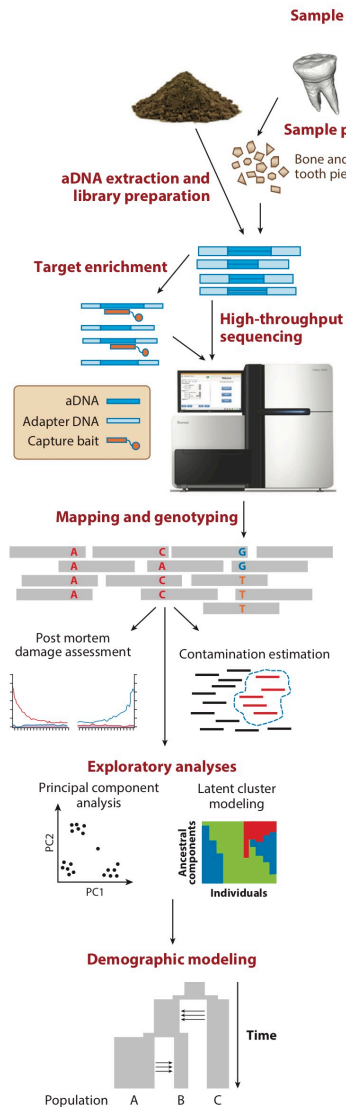 Sample
Sample p
Bone and
tooth pie
aDNA extraction and
library preparation
Target enrichment
High-throughput
sequencing
aDNA
Adapter DNA
Capture bait
Mapping and genotyping
A C G
A A G
A C T
A C T
T
Post mortem
damage assessment
Contamination estimation
Exploratory analyses
Principal component
analysis
Latent cluster
modeling
PC2
PC1
Ancestral
components
Individuals
Demographic modeling
Time
Population A B C